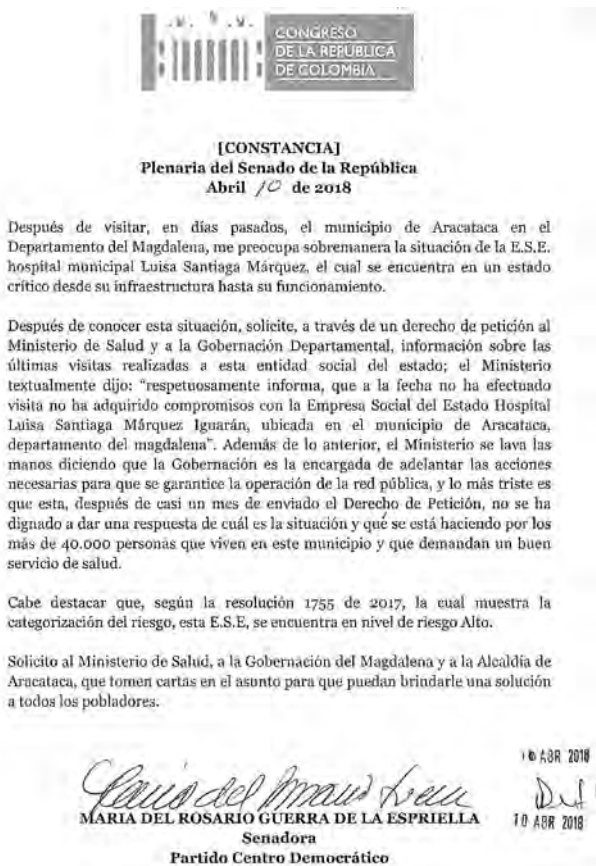 CONGRESO
DE LA REPÚBLICA
DE COLOMBIA
[CONSTANCIA]
Plenaria del Senado de la República
Abril 10 de 2018
Después de visitar, en días pasados, el municipio de Aracataca en el
Departamento del Magdalena, me preocupa sobremanera la situación de la E.S.E.
hospital municipal Luisa Santiaga Márquez, el cual se encuentra en un estado
crítico desde su infraestructura hasta su funcionamiento.
Después de conocer esta situación, solicite, a través de un derecho de petición al
Ministerio de Salud y a la Gobernación Departamental, información sobre las
últimas visitas realizadas a esta entidad social del estado; el Ministerio
textualmente dijo: “respetuosamente informa, que a la fecha no ha efectuado
visita no ha adquirido compromisos con la Empresa Social del Estado Hospital
Luisa Santiaga Márquez Iguarán, ubicada en el municipio de Aracataca,
departamento del magdalena”. Además de lo anterior, el Ministerio se lava las
manos diciendo que la Gobernación es la encargada de adelantar las acciones
necesarias para que se garantice la operación de la red pública, y lo más triste es
que esta, después de casi un mes de enviado el Derecho de Petición, no se ha
dignado a dar una respuesta de cuál es la situación y qué se está haciendo por los
más de 40.000 personas que viven en este municipio y que demandan un buen
servicio de salud.
Cabe destacar que, según la resolución 1755 de 2017, la cual muestra la
categorización del riesgo, esta E.S.E, se encuentra en nivel de riesgo Alto.
Solicito al Ministerio de Salud, a la Gobernación del Magdalena y a la Alcaldía de
Aracataca, que tomen cartas en el asunto para que puedan brindarle una solución
a todos los pobladores.
10 ABR 2018
MARIA DEL ROSARIO GUERRA DE LA ESPRIELLA
10 ABR 2018
Senadora
Partido Centro Democrático